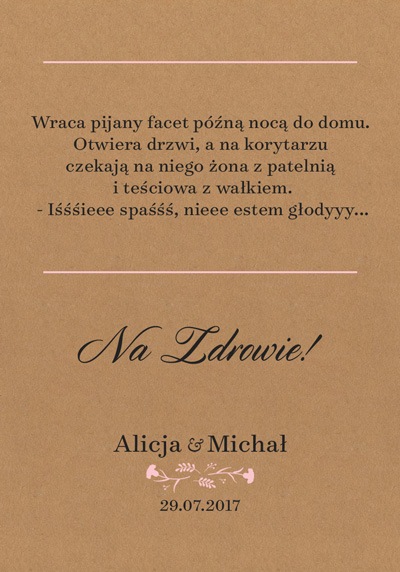 Wraca pijany facet późną nocą do domu.
Otwiera drzwi, a na korytarzu
czekają na niego żona z patelnią
i teściowa z wałkiem.
- Iśśśieee spaśśś, nieee estem głodyyy...
Na Zdrowie!
Alicja & Michał
29.07.2017